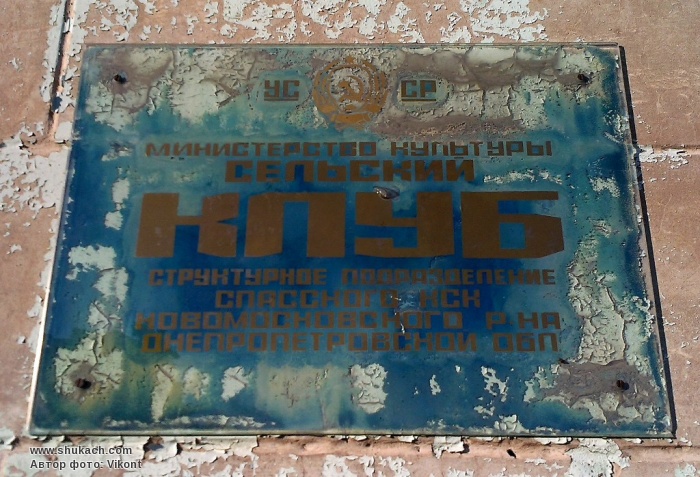 УС СР
МИНИСТЕРСТВО КУЛЬТУРЫ
СЕЛЬСКИЙ
КЛУБ
СТРУКТУРНОЕ ПОДРАЗДЕЛЕНИЕ
СПАССКОГО КСК
НОВОМОСКОВСКОГО Р-НА
ДНЕПРОПЕТРОВСКОЙ ОБЛ
www.shukach.com
Автор фото: Vikont